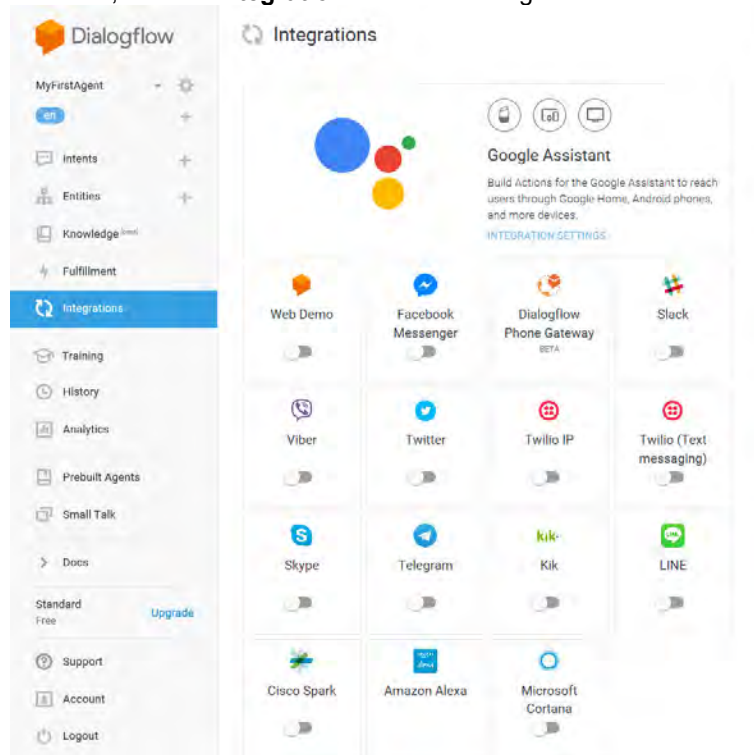 Dialogflow
Integrations
MyFirstAgent
en
Intents
Entities
Knowledge
Fulfillment
Integrations
Training
History
Analytics
Prebuilt Agents
Small Talk
Docs
Standard
Free
Upgrade
Support
Account
Logout
Google Assistant
Build Actions for the Google Assistant to reach
users through Google Home, Android phones,
and more devices.
INTEGRATION SETTINGS
Web Demo
Facebook
Messenger
Dialogflow
Phone Gateway
BETA
Slack
Viber
Twitter
Twilio IP
Twilio (Text
messaging)
Skype
Telegram
kik
Kik
LINE
Cisco Spark
Amazon Alexa
Microsoft
Cortana